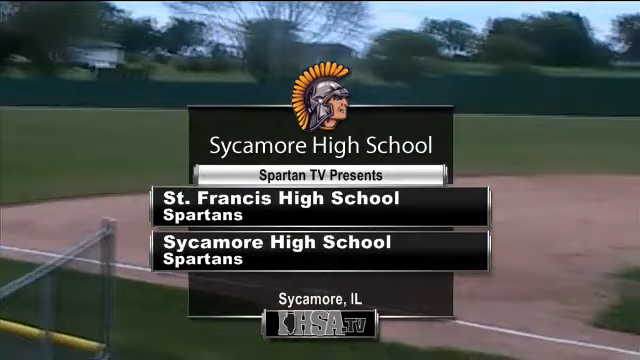 Sycamore High School
Spartan TV Presents
St. Francis High School
Spartans
Sycamore High School
Spartans
Sycamore, IL
IHSA.TV